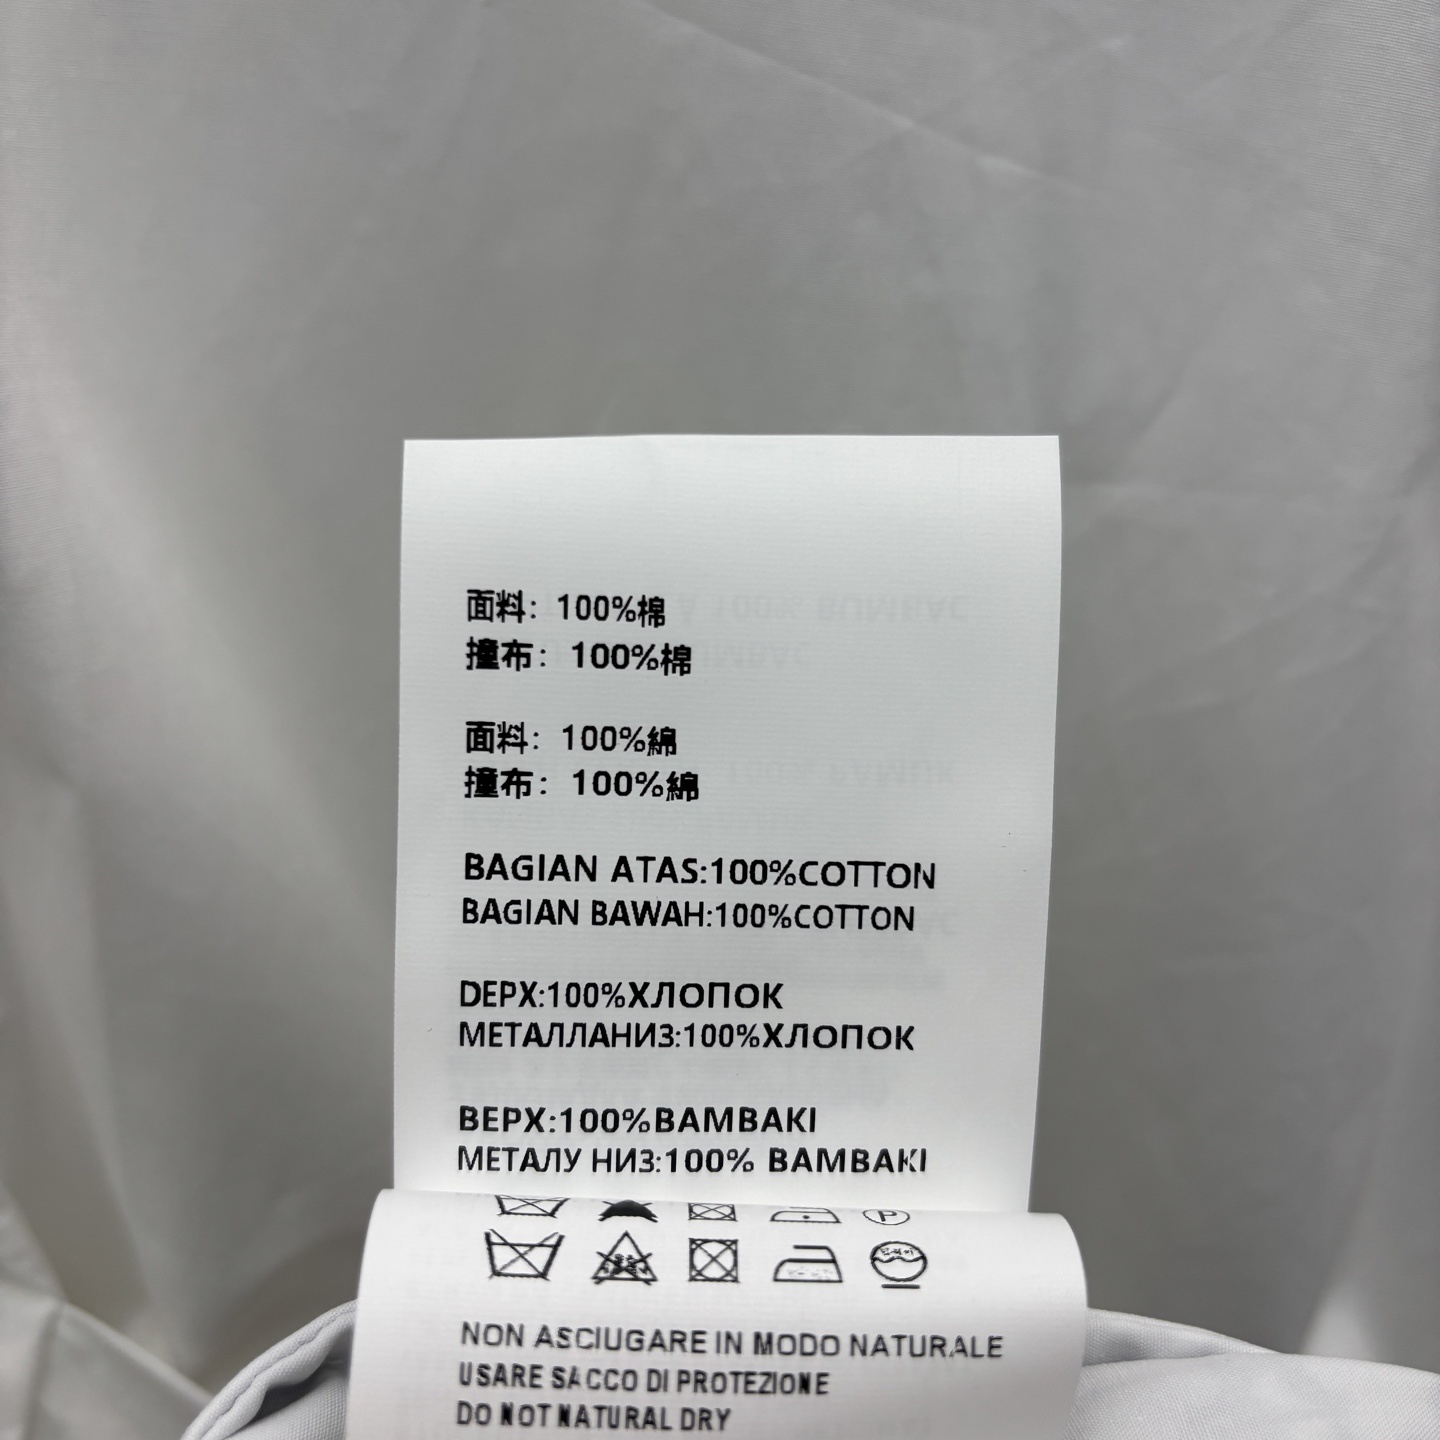 面料：100%棉
撞布：100%棉
面料：100%綿
撞布：100%綿
BAGIAN ATAS:100%COTTON
BAGIAN BAWAH:100%COTTON
DEPX:100%ХЛОПОК
МЕТАЛЛАНИЗ:100%ХЛОПОК
ВЕРХ:100%BAMBAKI
МЕТАЛУ НИЗ:100% BAMBAKI
P
NON ASCIUGARE IN MODO NATURALE
USARE SACCO DI PROTEZIONE
DO NOT NATURAL DRY